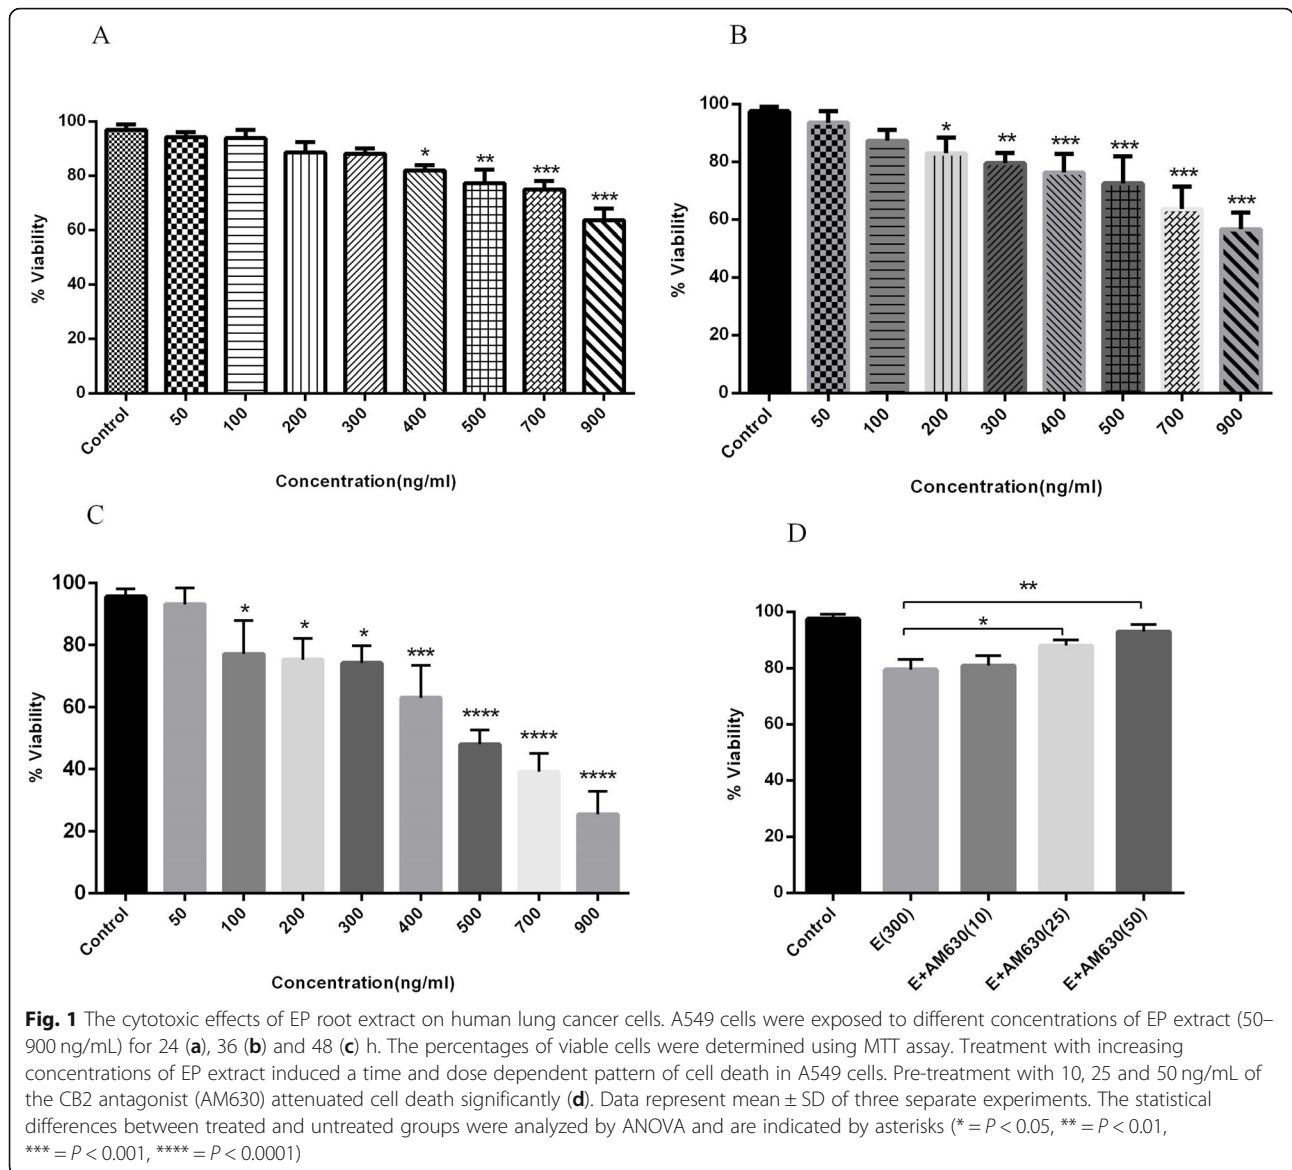 A
% Viability
100
80
60
40
20
0
*
**
***
***
Control
50
100
200
300
400
500
700
900
Concentration(ng/ml)
B
% Viability
100
80
60
40
20
0
*
**
***
***
***
***
Control
50
100
200
300
400
500
700
900
Concentration(ng/ml)
C
% Viability
100
80
60
40
20
0
*
*
*
***
****
****
****
Control
50
100
200
300
400
500
700
900
Concentration(ng/ml)
D
% Viability
100
80
60
40
20
0
**
*
Control
E(300)
E+AM630(10)
E+AM630(25)
E+AM630(50)
Fig. 1 The cytotoxic effects of EP root extract on human lung cancer cells. A549 cells were exposed to different concentrations of EP extract (50–
900 ng/mL) for 24 (a), 36 (b) and 48 (c) h. The percentages of viable cells were determined using MTT assay. Treatment with increasing
concentrations of EP extract induced a time and dose dependent pattern of cell death in A549 cells. Pre-treatment with 10, 25 and 50 ng/mL of
the CB2 antagonist (AM630) attenuated cell death significantly (d). Data represent mean ± SD of three separate experiments. The statistical
differences between treated and untreated groups were analyzed by ANOVA and are indicated by asterisks (* = P < 0.05, ** = P < 0.01,
*** = P < 0.001, **** = P < 0.0001)